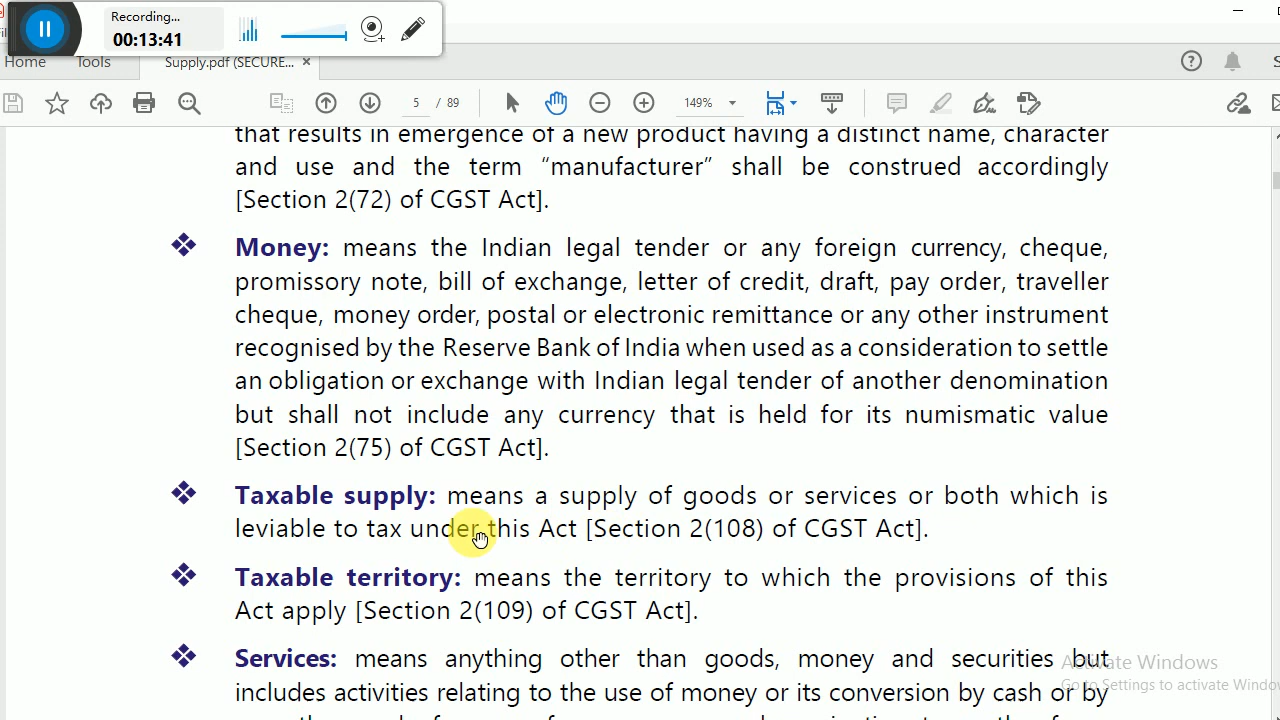 Recording...
00:13:41
Home Tools Supply.pdf (SECURE... ×
5 / 89 149%
that results in emergence of a new product having a distinct name, character
and use and the term “manufacturer” shall be construed accordingly
[Section 2(72) of CGST Act].
❖ Money: means the Indian legal tender or any foreign currency, cheque,
promissory note, bill of exchange, letter of credit, draft, pay order, traveller
cheque, money order, postal or electronic remittance or any other instrument
recognised by the Reserve Bank of India when used as a consideration to settle
an obligation or exchange with Indian legal tender of another denomination
but shall not include any currency that is held for its numismatic value
[Section 2(75) of CGST Act].
❖ Taxable supply: means a supply of goods or services or both which is
leviable to tax under this Act [Section 2(108) of CGST Act].
❖ Taxable territory: means the territory to which the provisions of this
Act apply [Section 2(109) of CGST Act].
❖ Services: means anything other than goods, money and securities but
includes activities relating to the use of money or its conversion by cash or by
Activate Windows
Go to Settings to activate Windows